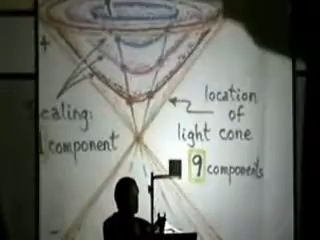 +
ealing:
component
location
of
light cone
9 components
-